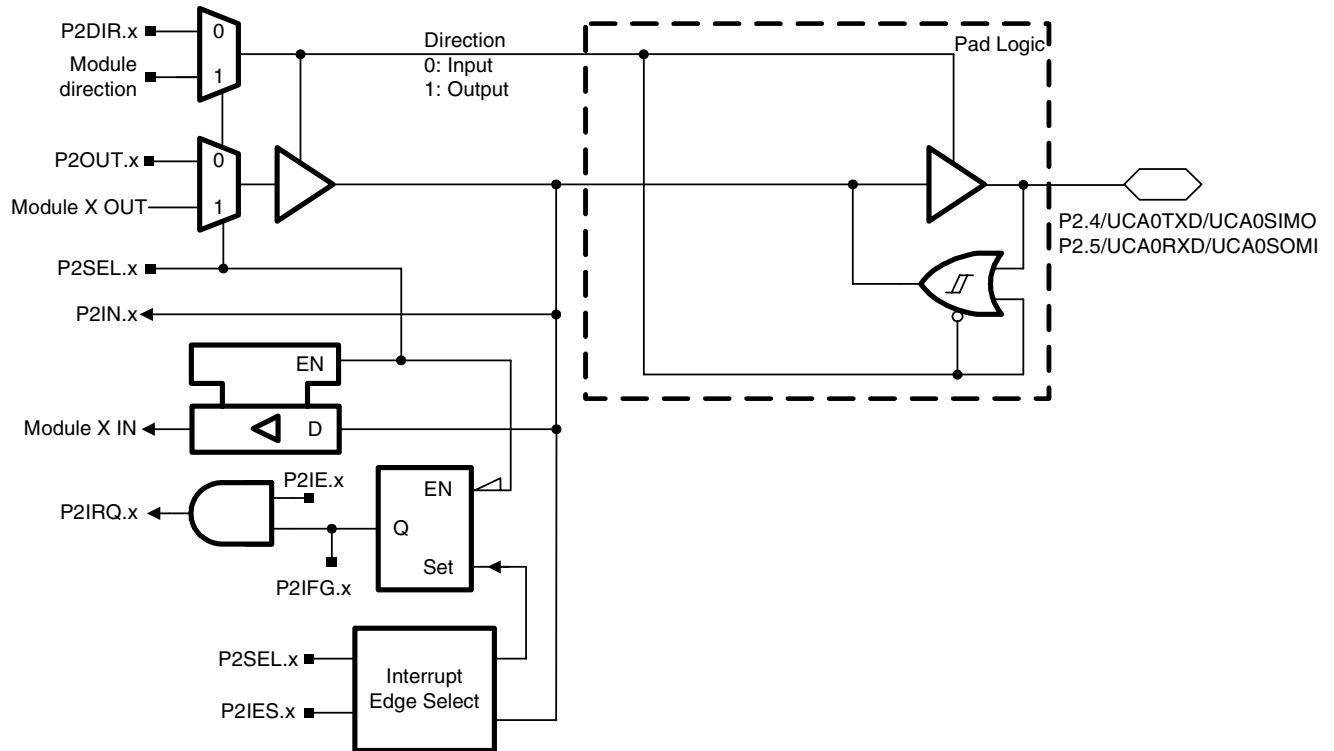 P2DIR.x
0
Module
direction
1
Direction
0: Input
1: Output
Pad Logic
P2OUT.x
0
Module X OUT
1
P2.4/UCA0TXD/UCA0SIMO
P2.5/UCA0RXD/UCA0SOMI
P2SEL.x
P2IN.x
EN
Module X IN
D
P2IE.x
EN
P2IRQ.x
Q
Set
P2IFG.x
P2SEL.x
Interrupt
Edge Select
P2IES.x